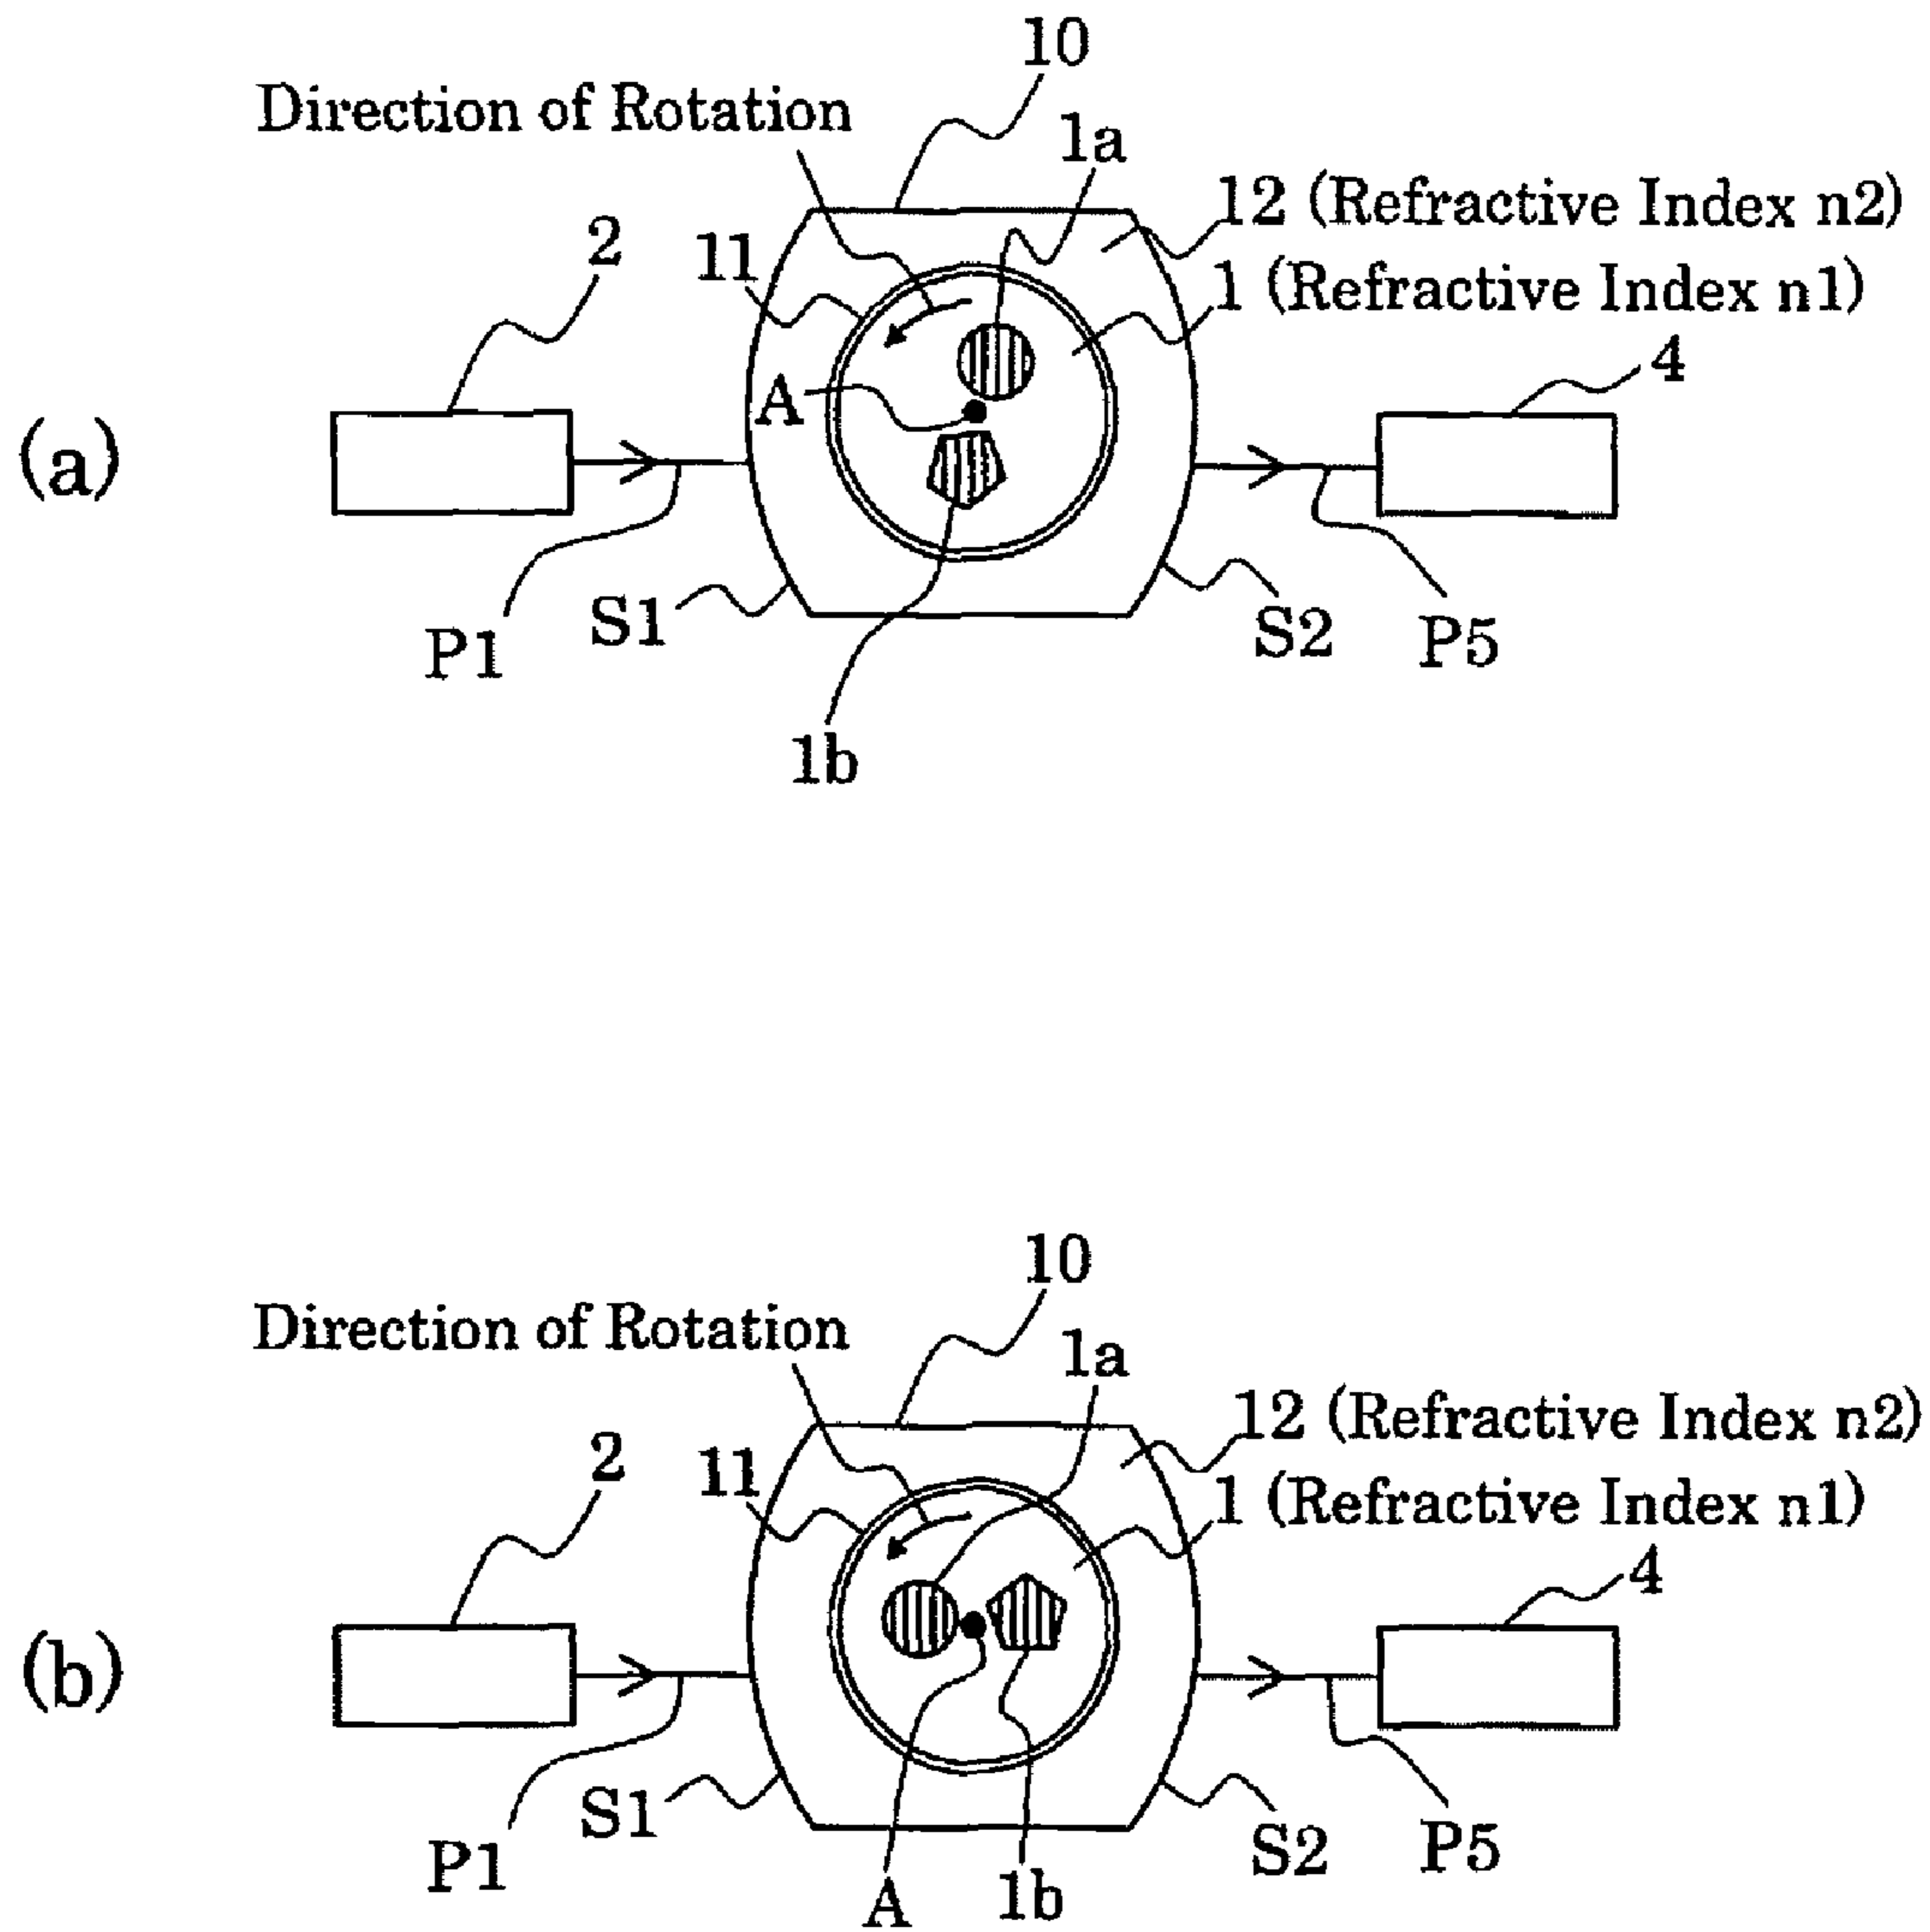 10
Direction of Rotation
1a
12 (Refractive Index n2)
2
11
1 (Refractive Index n1)
4
A
(a)
P1
S1
S2
P5
1b
10
Direction of Rotation
1a
12 (Refractive Index n2)
2
11
1 (Refractive Index n1)
4
(b)
P1
S1
S2
P5
A
1b